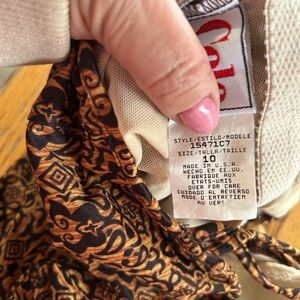 Cole
STYLE/ESTILO/MODELE
15471C7
SIZE/TALLA/TAILLE
10
MADE IN U.S.A.
HECHO EN EE.UU.
FABRIQUE AUX
ETATS-UNIS
OVER FOR CARE
CUIDADO AL REVERSO
MODE D'ENTRETIEN
AU VERSO